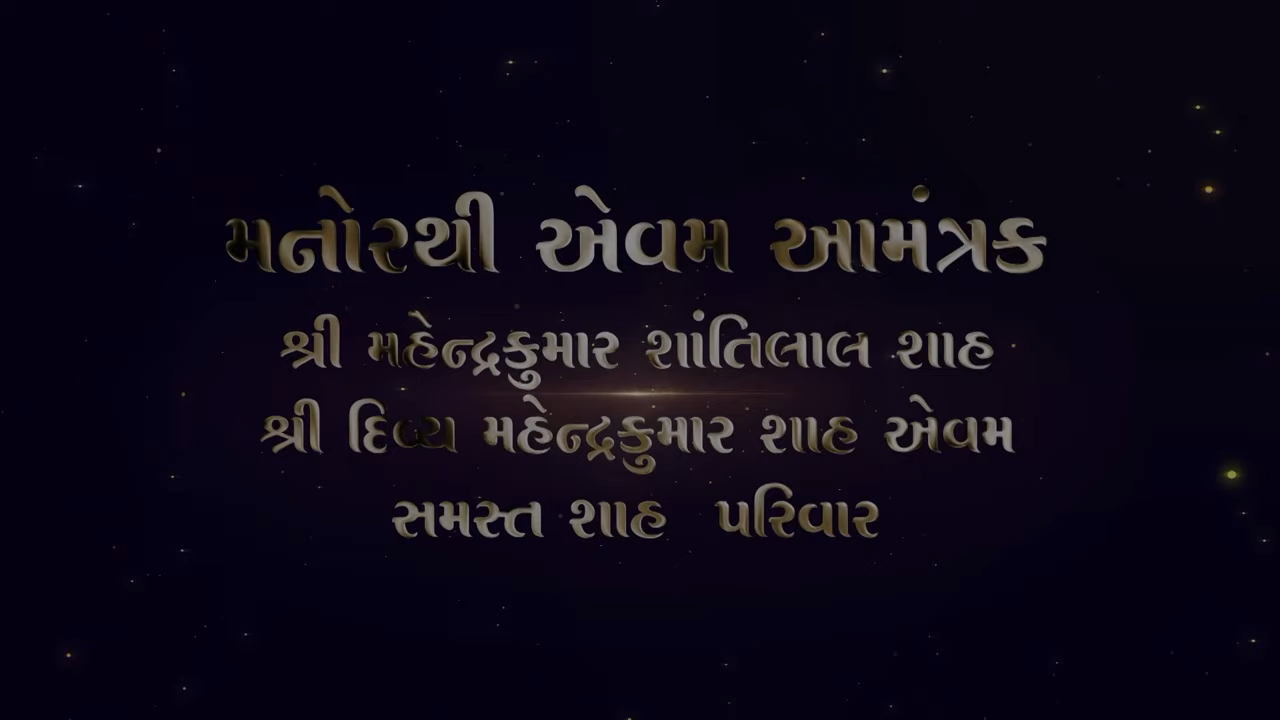 મનોરથી એવમ આમંત્રક
શ્રી મહેન્દ્રકુમાર શાંતિલાલ શાહ
શ્રી દિવ્ય મહેન્દ્રકુમાર શાહ એવમ
સમસ્ત શાહ પરિવાર